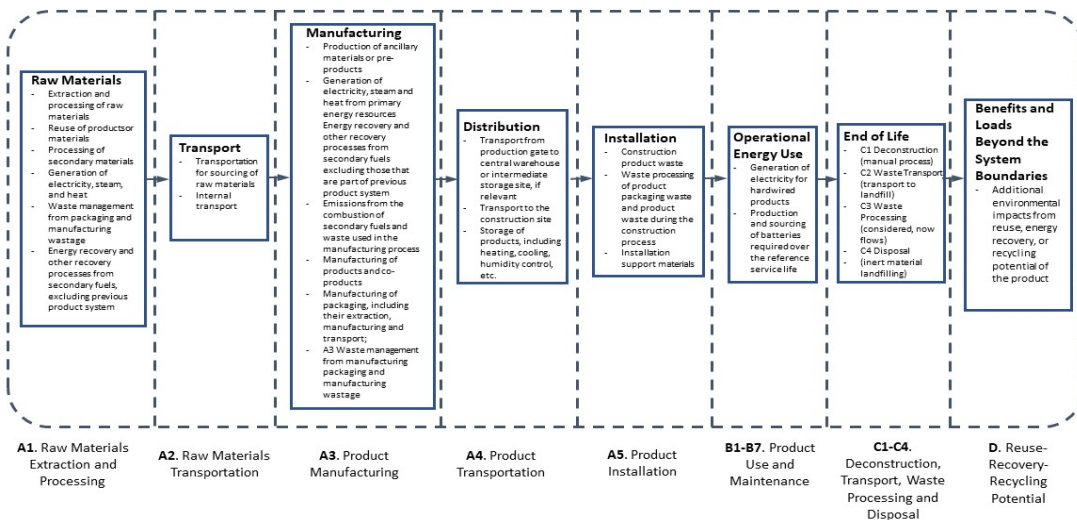 Raw Materials
- Extraction and
processing of raw
materials
- Reuse of productsor
materials
- Processing of
secondary materials
- Generation of
electricity, steam,
and heat
- Waste management
from packaging and
manufacturing
wastage
- Energy recovery and
other recovery
processes from
secondary fuels,
excluding previous
product system
Transport
- Transportation
for sourcing of
raw materials
- Internal
transport
Manufacturing
- Production of ancillary
materials or pre-
products
- Generation of
electricity, steam and
heat from primary
energy resources
Energy recovery and
other recovery
processes from
secondary fuels
excluding those that
are part of previous
product system
- Emissions from the
combustion of
secondary fuels and
waste used in the
manufacturing process
- Manufacturing of
products and co-
products
- Manufacturing of
packaging, including
their extraction,
manufacturing and
transport;
- A3 Waste management
from manufacturing
packaging and
manufacturing
wastage
Distribution
- Transport from
production gate to
central warehouse
or intermediate
storage site, if
relevant
- Transport to the
construction site
- Storage of
products, including
heating, cooling,
humidity control,
etc.
Installation
- Construction
product waste
- Waste processing
of product
packaging waste
and product
waste during the
construction
process
- Installation
support materials
Operational
Energy Use
- Generation of
electricity for
hardwired
products
- Production
and sourcing
of batteries
required over
the reference
service life
End of Life
- C1 Deconstruction
(manual process)
- C2 Waste Transport
(transport to
landfill)
- C3 Waste
Processing
(considered, now
flows)
- C4 Disposal
- (inert material
landfilling)
Benefits and
Loads
Beyond the
System
Boundaries
- Additional
environmental
impacts from
reuse, energy
recovery, or
recycling
potential of
the product
A1. Raw Materials
Extraction and
Processing
A2. Raw Materials
Transportation
A3. Product
Manufacturing
A4. Product
Transportation
A5. Product
Installation
B1-B7. Product
Use and
Maintenance
C1-C4.
Deconstruction,
Transport, Waste
Processing and
Disposal
D. Reuse-
Recovery-
Recycling
Potential